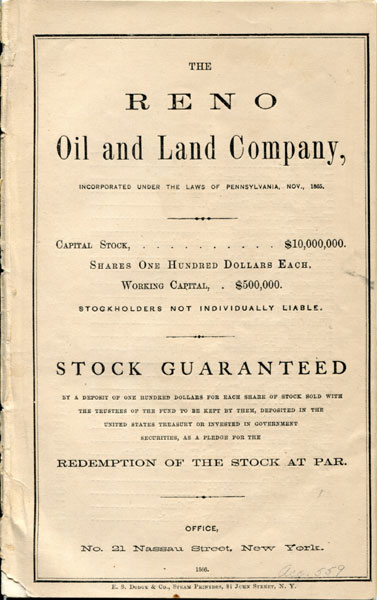 THE
RENO
Oil and Land Company,
INCORPORATED UNDER THE LAWS OF PENNSYLVANIA, NOV., 1865.
CAPITAL STOCK, . . . . . . . . . . . $10,000,000.
SHARES ONE HUNDRED DOLLARS EACH.
WORKING CAPITAL, . $500,000.
STOCKHOLDERS NOT INDIVIDUALLY LIABLE.
STOCK GUARANTEED
BY A DEPOSIT OF ONE HUNDRED DOLLARS FOR EACH SHARE OF STOCK SOLD WITH
THE TRUSTEES OF THE FUND TO BE KEPT BY THEM, DEPOSITED IN THE
UNITED STATES TREASURY OR INVESTED IN GOVERNMENT
SECURITIES, AS A PLEDGE FOR THE
REDEMPTION OF THE STOCK AT PAR.
OFFICE,
No. 21 Nassau Street, New York.
1866.
559
E. S. DODGE & CO., STEAM PRINTERS, 84 JOHN STREET, N. Y.